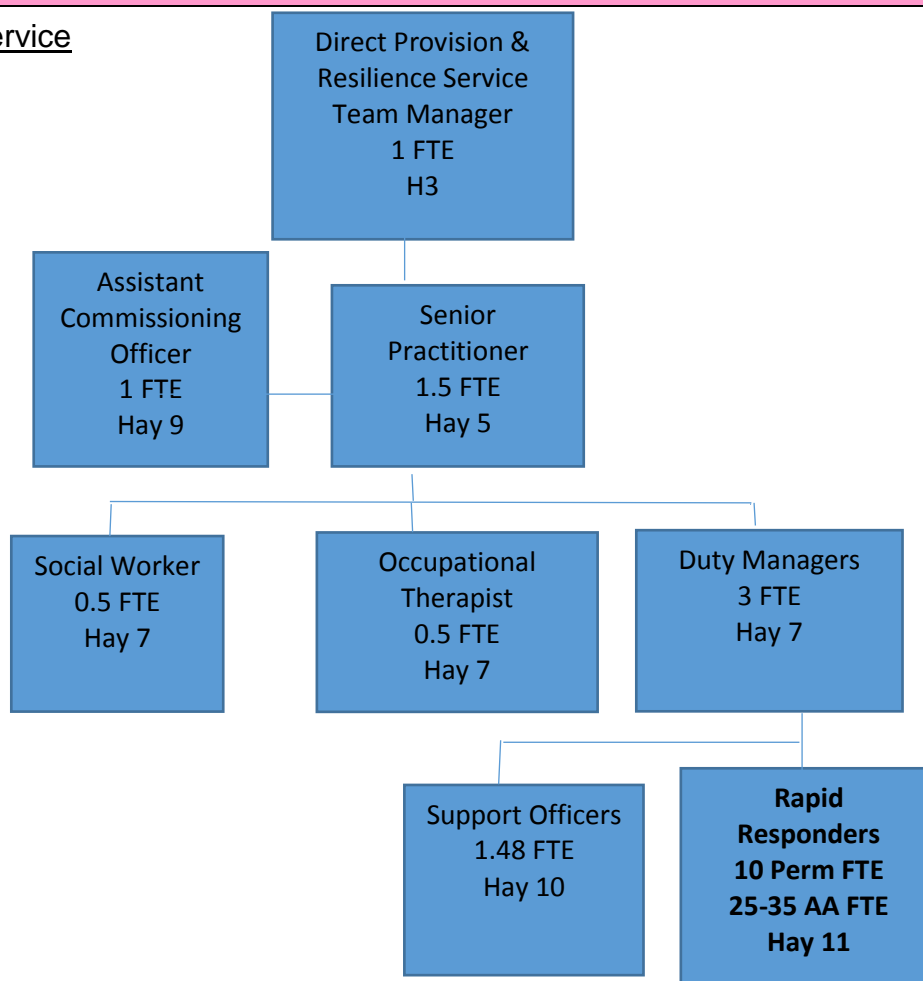 ervice
Direct Provision &
Resilience Service
Team Manager
1 FTE
H3
Assistant
Commissioning
Officer
1 FTE
Hay 9
Senior
Practitioner
1.5 FTE
Hay 5
Social Worker
0.5 FTE
Hay 7
Occupational
Therapist
0.5 FTE
Hay 7
Duty Managers
3 FTE
Hay 7
Support Officers
1.48 FTE
Hay 10
Rapid
Responders
10 Perm FTE
25-35 AA FTE
Hay 11